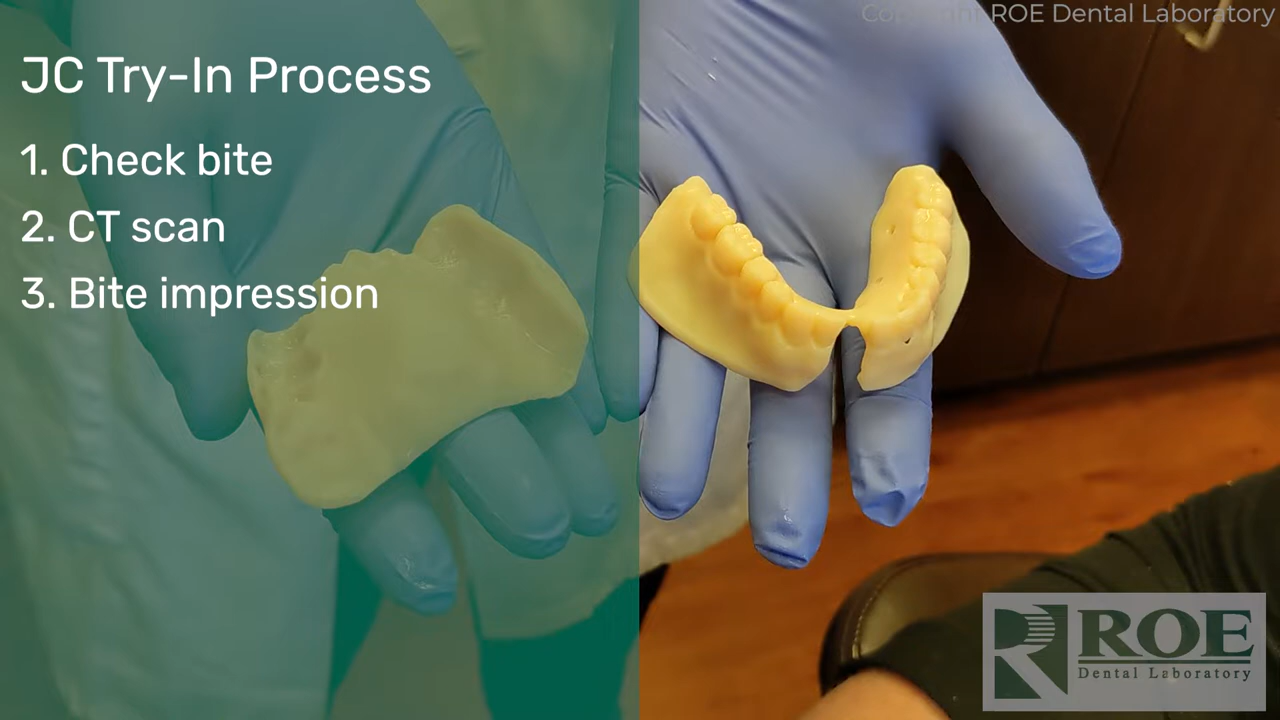 Copyright ROE Dental Laboratory
JC Try-In Process
1. Check bite
2. CT scan
3. Bite impression
ROE
Dental Laboratory